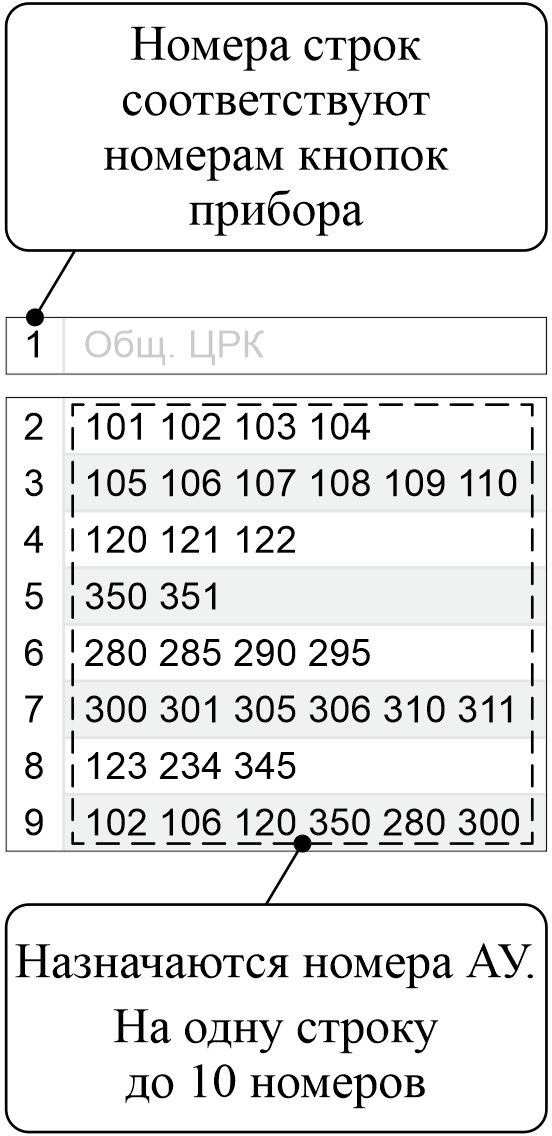 Номера строк
соответствуют
номерам кнопок
прибора
1 Общ. ЦРК
2 101 102 103 104
3 105 106 107 108 109 110
4 120 121 122
5 350 351
6 280 285 290 295
7 300 301 305 306 310 311
8 123 234 345
9 102 106 120 350 280 300
Назначаются номера АУ.
На одну строку
до 10 номеров